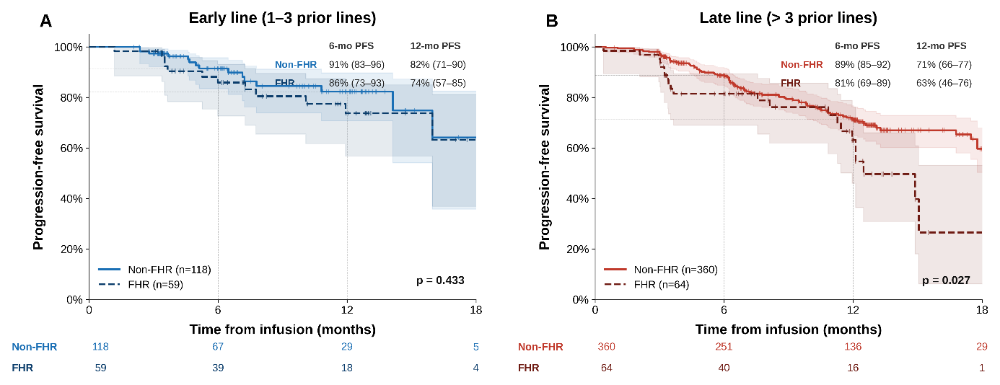 A
Early line (1–3 prior lines)
Progression-free survival
100%
80%
60%
40%
20%
0%
6-mo PFS 12-mo PFS
Non-FHR 91% (83–96) 82% (71–90)
FHR 86% (73–93) 74% (57–85)
Non-FHR (n=118)
FHR (n=59)
p = 0.433
0 6 12 18
Time from infusion (months)
Non-FHR 118 67 29 5
FHR 59 39 18 4
B
Late line (> 3 prior lines)
Progression-free survival
100%
80%
60%
40%
20%
0%
6-mo PFS 12-mo PFS
Non-FHR 89% (85–92) 71% (66–77)
FHR 81% (69–89) 63% (46–76)
Non-FHR (n=360)
FHR (n=64)
p = 0.027
0 6 12 18
Time from infusion (months)
Non-FHR 360 251 136 29
FHR 64 40 16 1